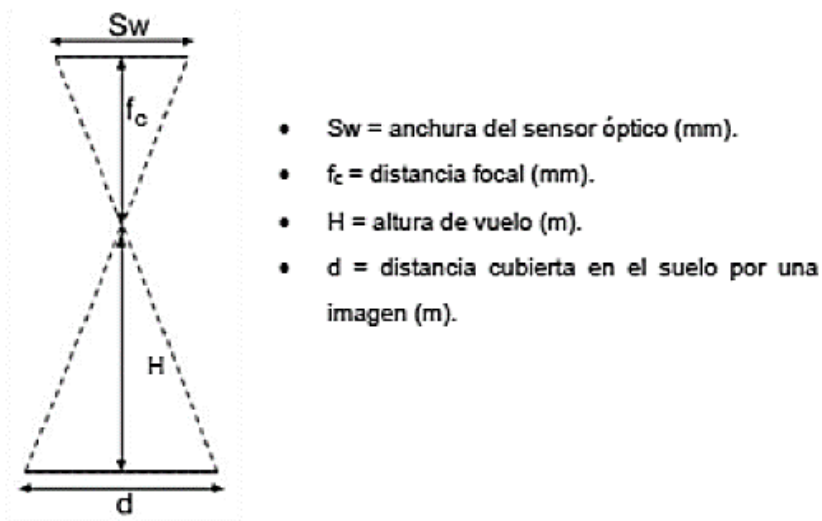 Sw
fc
H
d
• Sw = anchura del sensor óptico (mm).
• fc = distancia focal (mm).
• H = altura de vuelo (m).
• d = distancia cubierta en el suelo por una
imagen (m).